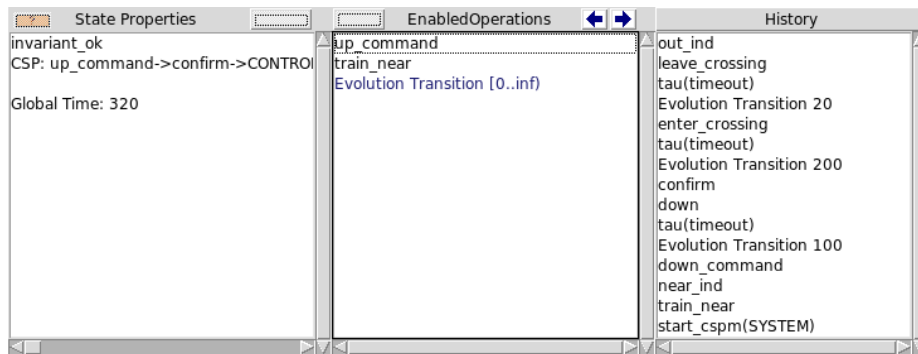 State Properties
invariant_ok
CSP: up_command->confirm->CONTROI
Global Time: 320
EnabledOperations
up_command
train_near
Evolution Transition [0..inf)
History
out_ind
leave_crossing
tau(timeout)
Evolution Transition 20
enter_crossing
tau(timeout)
Evolution Transition 200
confirm
down
tau(timeout)
Evolution Transition 100
down_command
near_ind
train_near
start_cspm(SYSTEM)